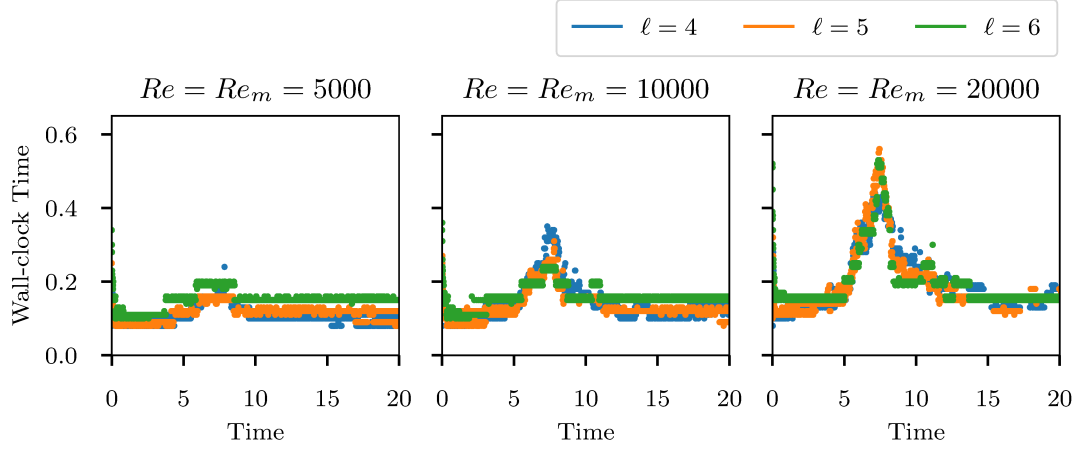 ℓ = 4 ℓ = 5 ℓ = 6
Re = Re_m = 5000 Re = Re_m = 10000 Re = Re_m = 20000
Wall-clock Time
0.6
0.4
0.2
0.0
0 5 10 15 20 0 5 10 15 20 0 5 10 15 20
Time Time Time